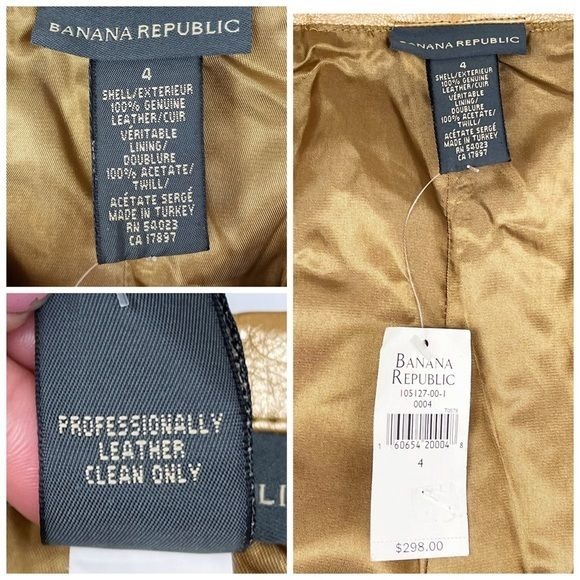 BANANA REPUBLIC
4
SHELL/EXTERIEUR
100% GENUINE
LEATHER/CUIR
VÉRITABLE
LINING/
DOUBLURE
100% ACETATE/
TWILL/
ACÉTATE SERGÉ
MADE IN TURKEY
RN 54023
CA 17897
PROFESSIONALLY
LEATHER
CLEAN ONLY
BANANA REPUBLIC
4
SHELL/EXTERIEUR
100% GENUINE
LEATHER/CUIR
VÉRITABLE
LINING/
DOUBLURE
100% ACETATE/
TWILL/
ACÉTATE SERGÉ
MADE IN TURKEY
RN 54023
CA 17897
BANANA
REPUBLIC
105127-00-1
0004
1 60654 20004 8
4
$298.00